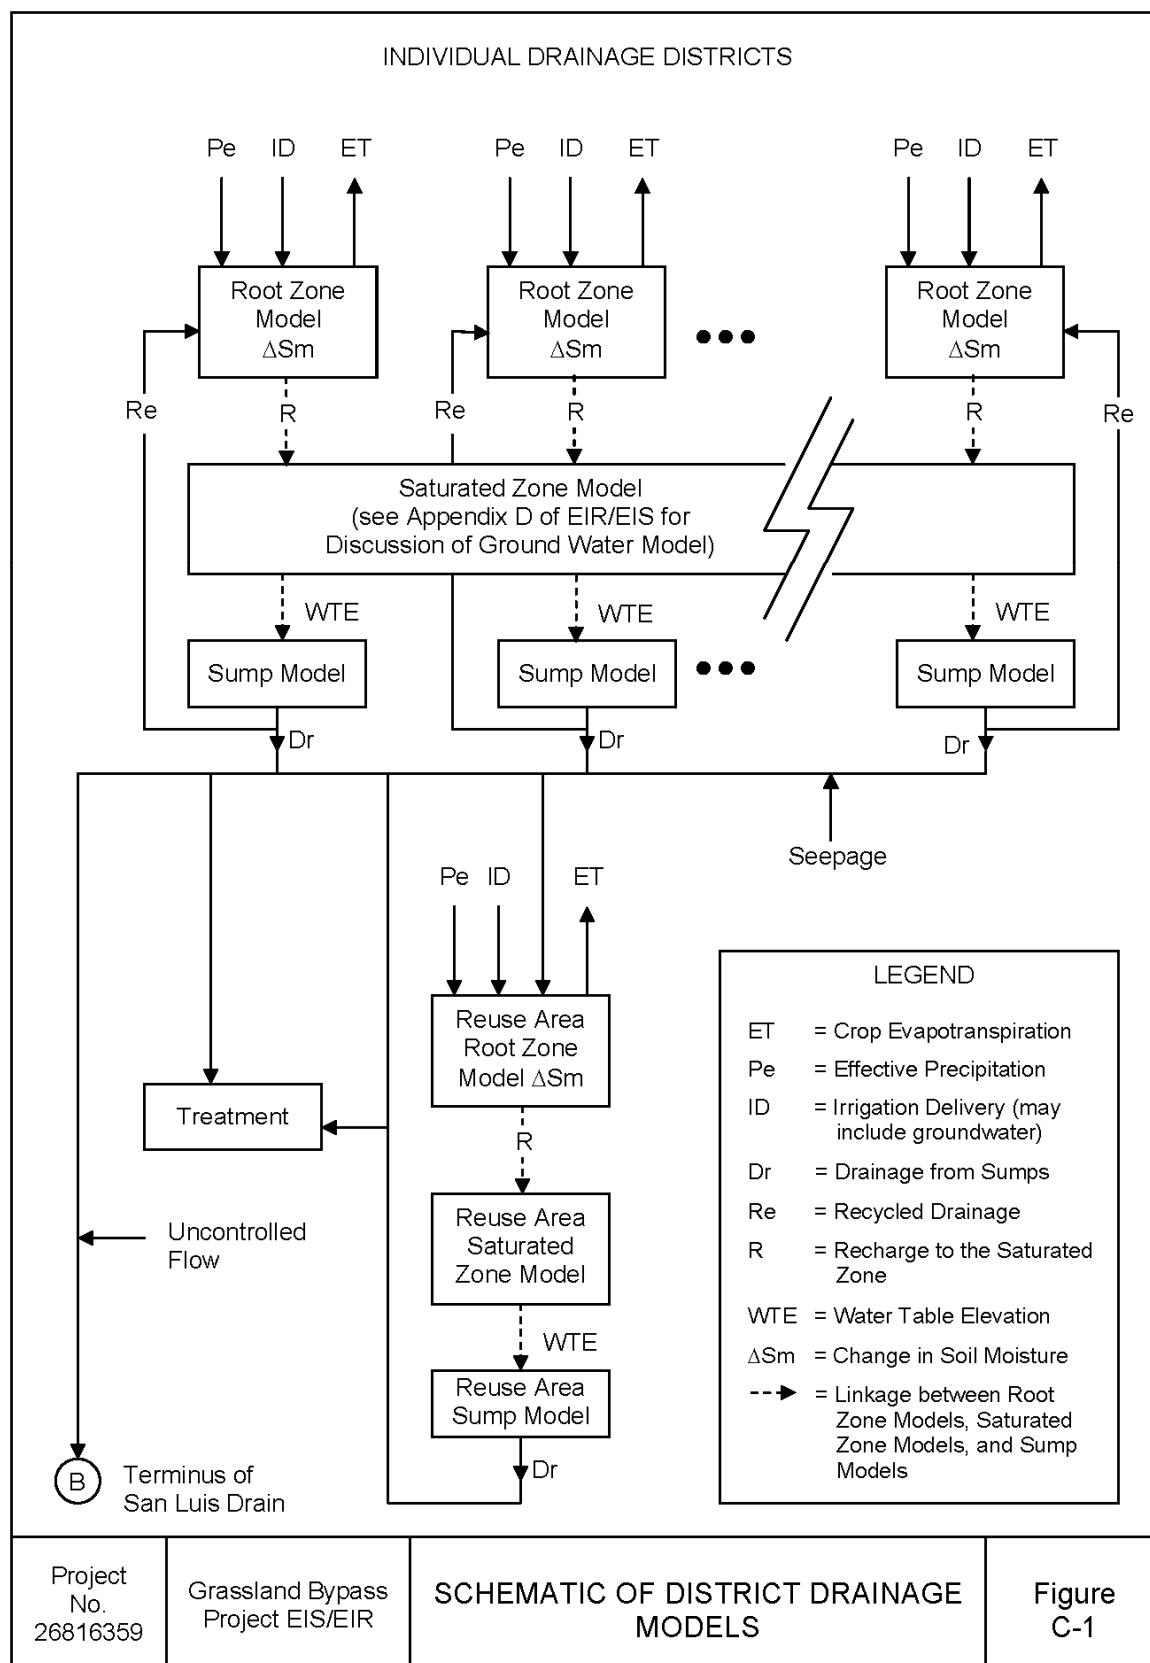 INDIVIDUAL DRAINAGE DISTRICTS
Pe ID ET
Pe ID ET
Pe ID ET
Root Zone
Model
ΔSm
Root Zone
Model
ΔSm
Root Zone
Model
ΔSm
Re
R
Re
R
R
Re
Saturated Zone Model
(see Appendix D of EIR/EIS for
Discussion of Ground Water Model)
WTE
WTE
WTE
Sump Model
Sump Model
Sump Model
Dr
Dr
Dr
Seepage
Pe ID ET
Reuse Area
Root Zone
Model ΔSm
Treatment
R
Reuse Area
Saturated
Zone Model
Uncontrolled
Flow
WTE
Reuse Area
Sump Model
Dr
B
Terminus of
San Luis Drain
LEGEND
ET = Crop Evapotranspiration
Pe = Effective Precipitation
ID = Irrigation Delivery (may
include groundwater)
Dr = Drainage from Sumps
Re = Recycled Drainage
R = Recharge to the Saturated
Zone
WTE = Water Table Elevation
ΔSm = Change in Soil Moisture
= Linkage between Root
Zone Models, Saturated
Zone Models, and Sump
Models
Project
No.
26816359
Grassland Bypass
Project EIS/EIR
SCHEMATIC OF DISTRICT DRAINAGE
MODELS
Figure
C-1